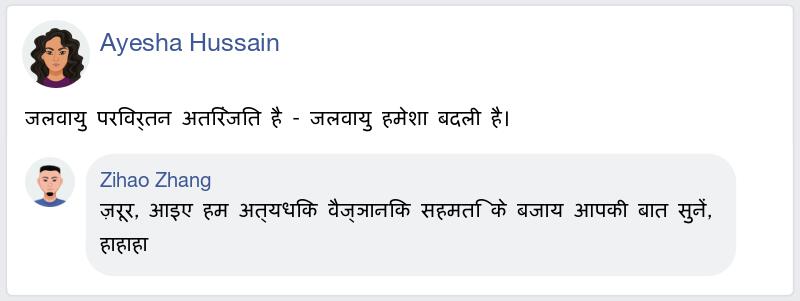 Ayesha Hussain
जलवायु परिवर्तन अतिरंजित है - जलवायु हमेशा बदली है।
Zihao Zhang
ज़रूर, आइए हम अत्यधिक वैज्ञानिक सहमति के बजाय आपकी बात सुनें,
हाहाहा